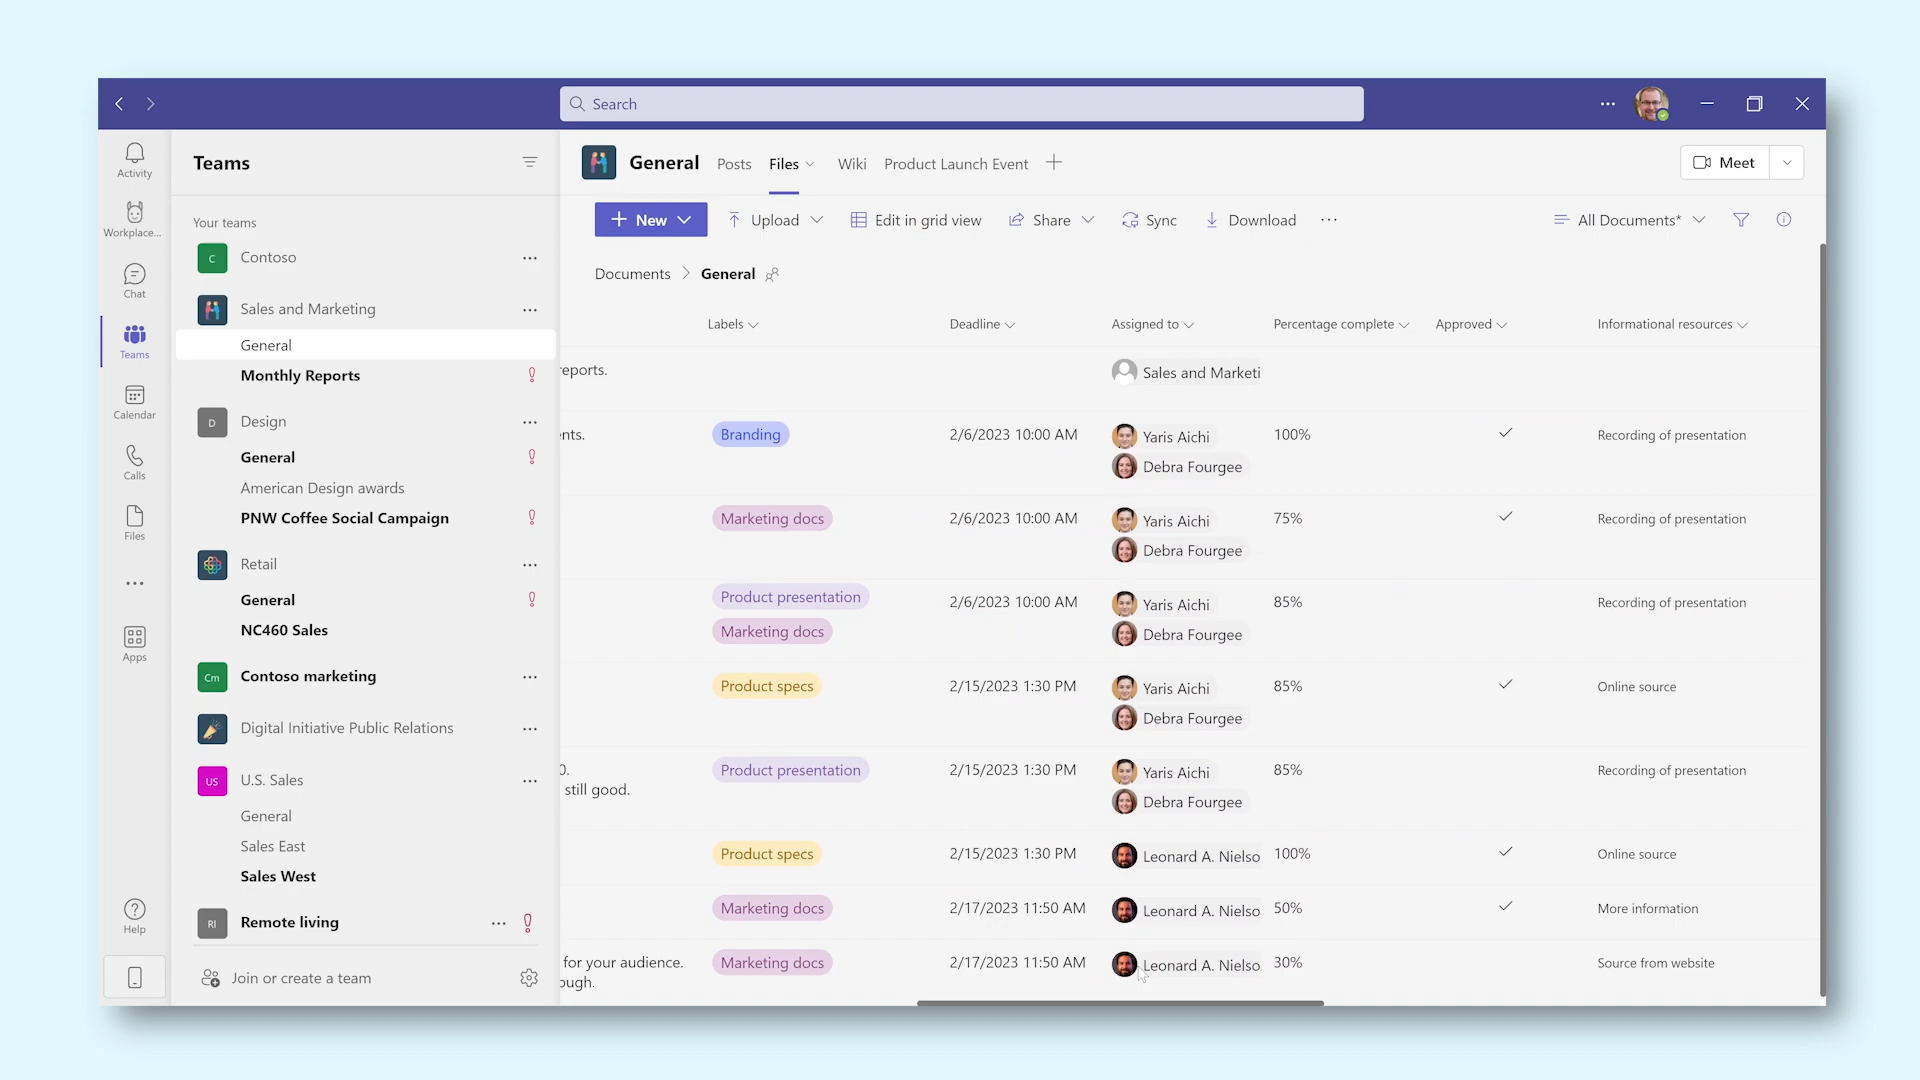 Search
Activity
Workplace...
Chat
Teams
Calendar
Calls
Files
Apps
Help
Teams
Your teams
C Contoso
Sales and Marketing
General
Monthly Reports
D Design
General
American Design awards
PNW Coffee Social Campaign
Retail
General
NC460 Sales
Cm Contoso marketing
Digital Initiative Public Relations
US U.S. Sales
General
Sales East
Sales West
Rl Remote living
Join or create a team
General Posts Files Wiki Product Launch Event Meet
New Upload Edit in grid view Share Sync Download All Documents*
Documents General
Labels Deadline Assigned to Percentage complete Approved Informational resources
eports. Sales and Marketi
nts. Branding 2/6/2023 10:00 AM Yaris Aichi 100% Recording of presentation
Debra Fourgee
Marketing docs 2/6/2023 10:00 AM Yaris Aichi 75% Recording of presentation
Debra Fourgee
Product presentation 2/6/2023 10:00 AM Yaris Aichi 85% Recording of presentation
Marketing docs Debra Fourgee
Product specs 2/15/2023 1:30 PM Yaris Aichi 85% Online source
Debra Fourgee
0. Product presentation 2/15/2023 1:30 PM Yaris Aichi 85% Recording of presentation
still good. Debra Fourgee
Product specs 2/15/2023 1:30 PM Leonard A. Nielso 100% Online source
Marketing docs 2/17/2023 11:50 AM Leonard A. Nielso 50% More information
for your audience. Marketing docs 2/17/2023 11:50 AM Leonard A. Nielso 30% Source from website
ough.